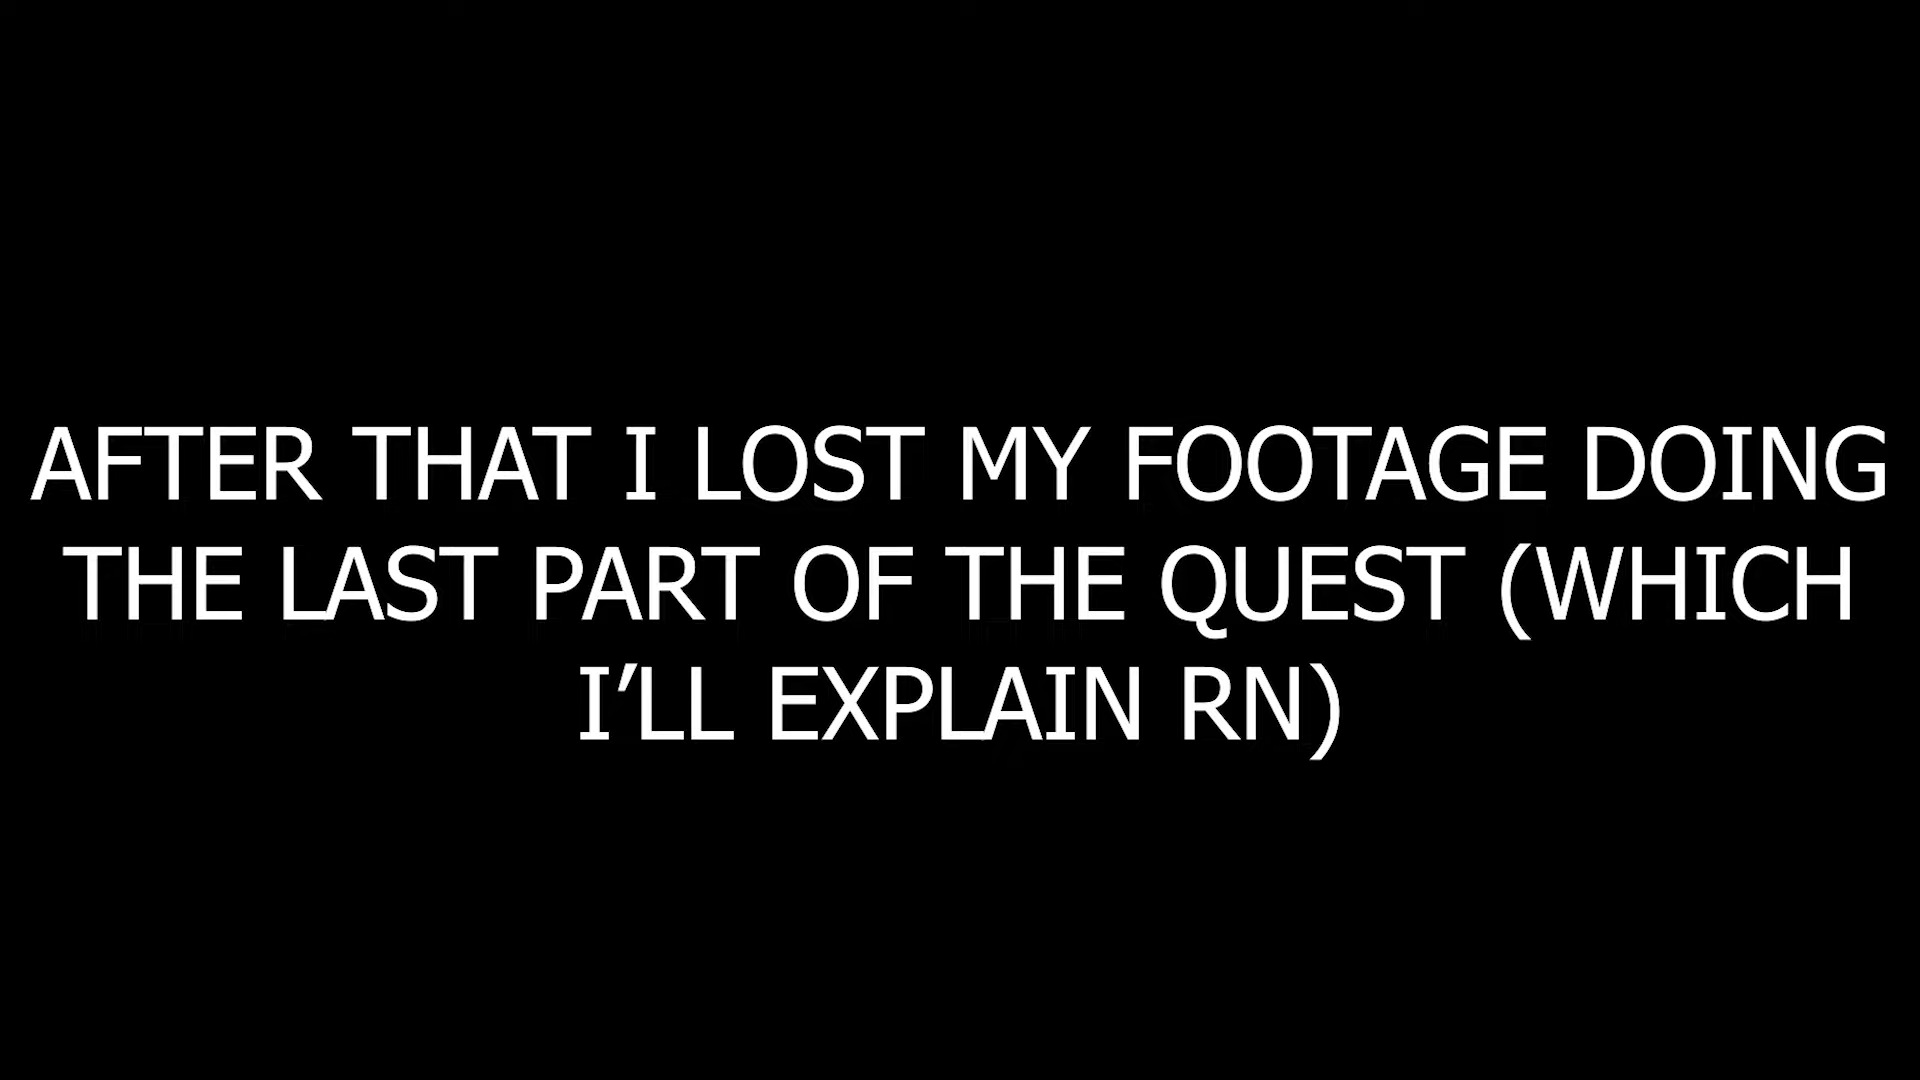 AFTER THAT I LOST MY FOOTAGE DOING
THE LAST PART OF THE QUEST (WHICH
I’LL EXPLAIN RN)